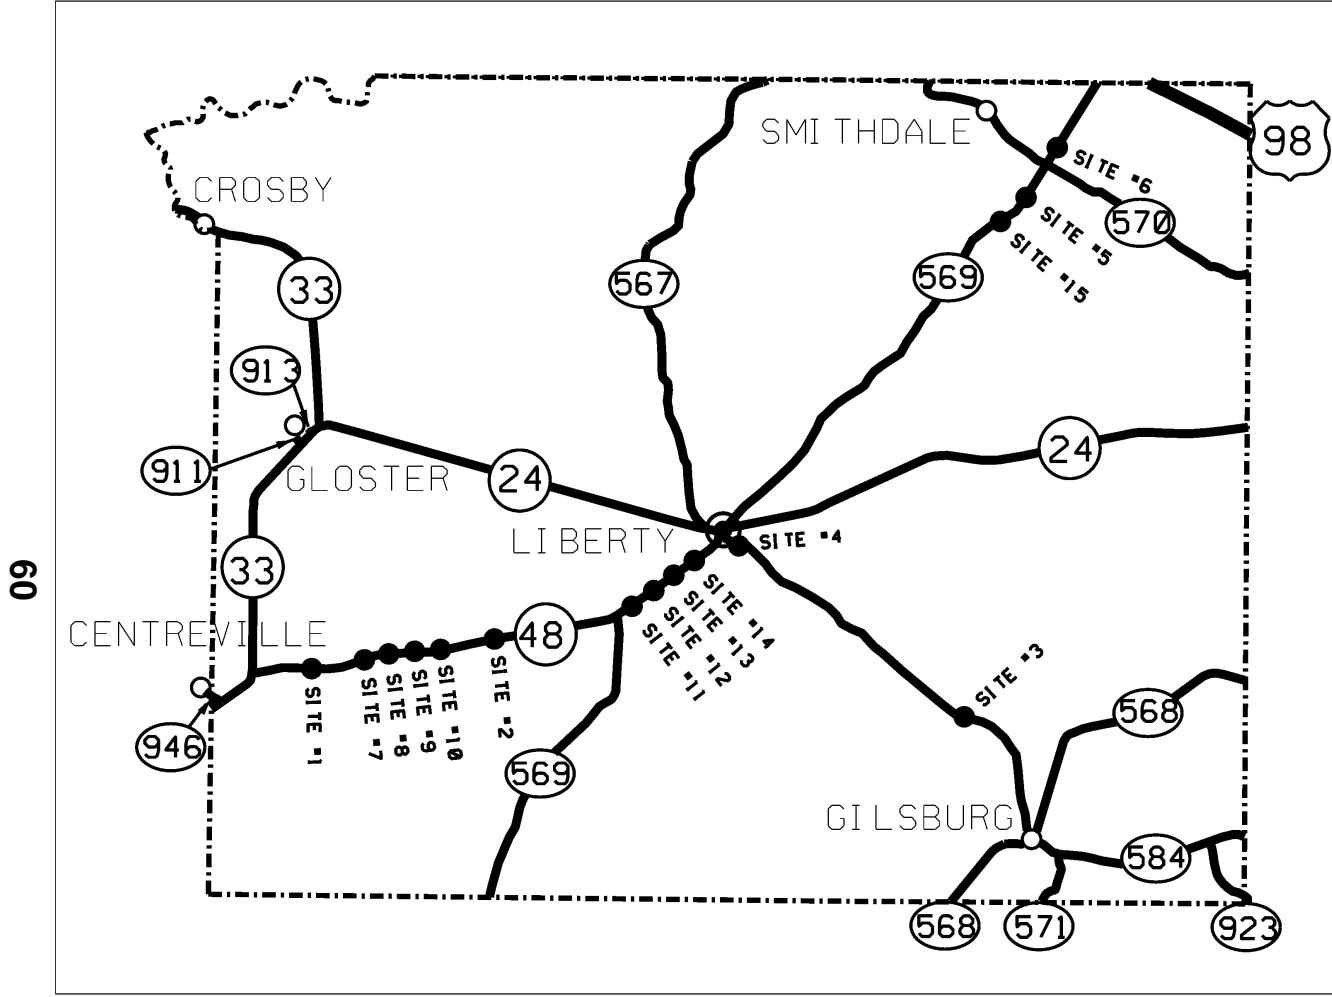 SMITHDALE
98
SITE #6
CROSBY
570
SITE #5
33
567
569
SITE #15
913
24
911
GLOSTER
24
LIBERTY
SITE #4
33
60
SITE #14
SITE #13
SITE #12
SITE #11
CENTREVILLE
48
SITE #3
SITE #2
SITE #10
SITE #9
SITE #8
SITE #7
SITE #1
568
946
569
GILSBURG
584
568
571
923